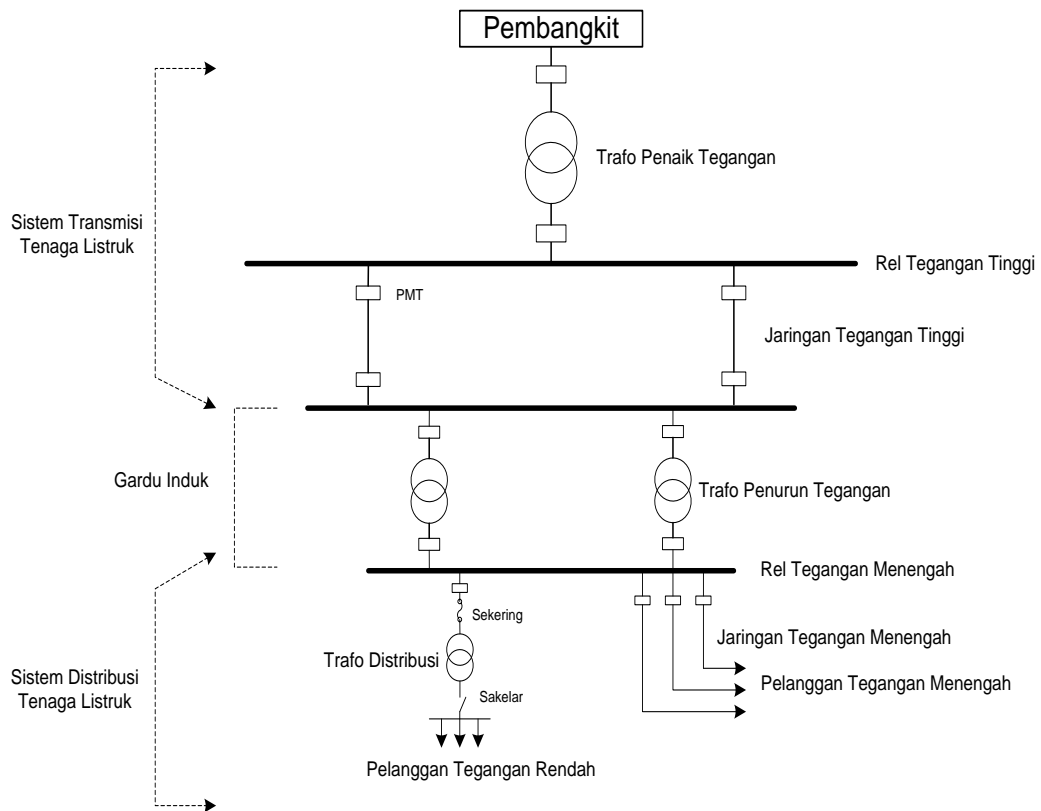 Pembangkit
Trafo Penaik Tegangan
Sistem Transmisi
Tenaga Listruk
Rel Tegangan Tinggi
PMT
Jaringan Tegangan Tinggi
Gardu Induk
Trafo Penurun Tegangan
Rel Tegangan Menengah
Sekering
Jaringan Tegangan Menengah
Trafo Distribusi
Sistem Distribusi
Tenaga Listruk
Pelanggan Tegangan Menengah
Sakelar
Pelanggan Tegangan Rendah